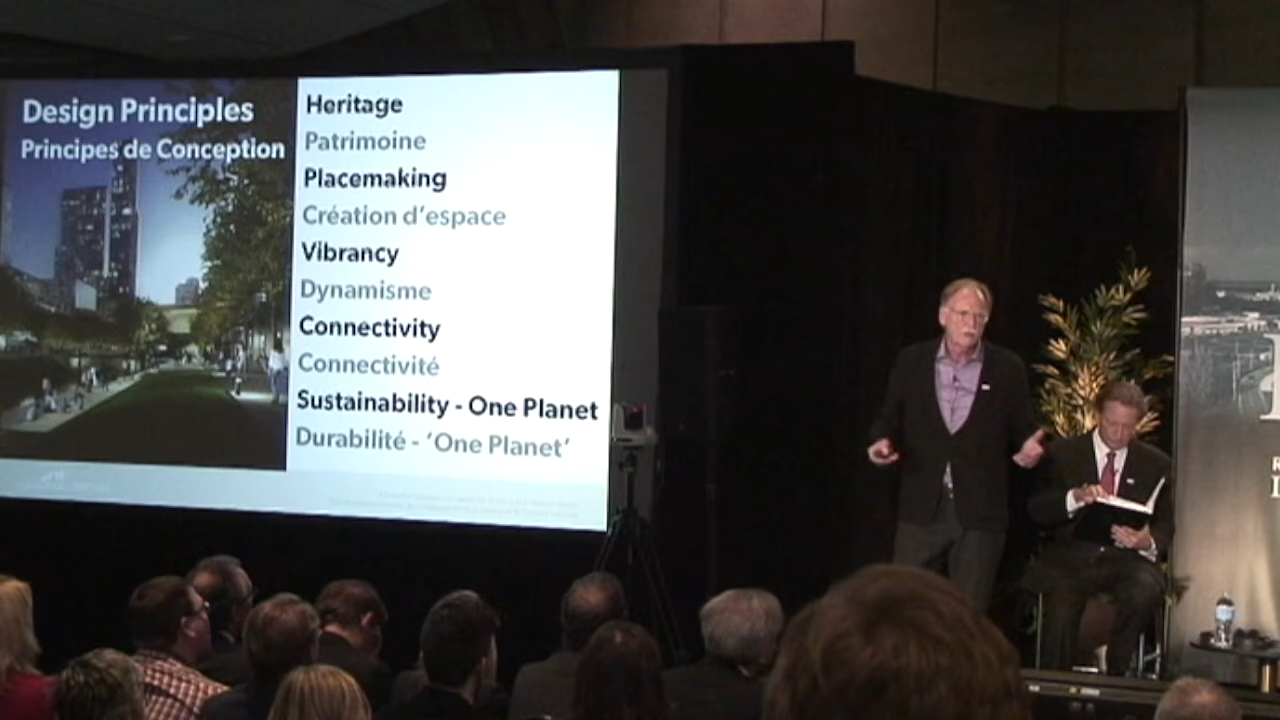 Design Principles
Principes de Conception
Heritage
Patrimoine
Placemaking
Création d'espace
Vibrancy
Dynamisme
Connectivity
Connectivité
Sustainability - One Planet
Durabilité - 'One Planet'